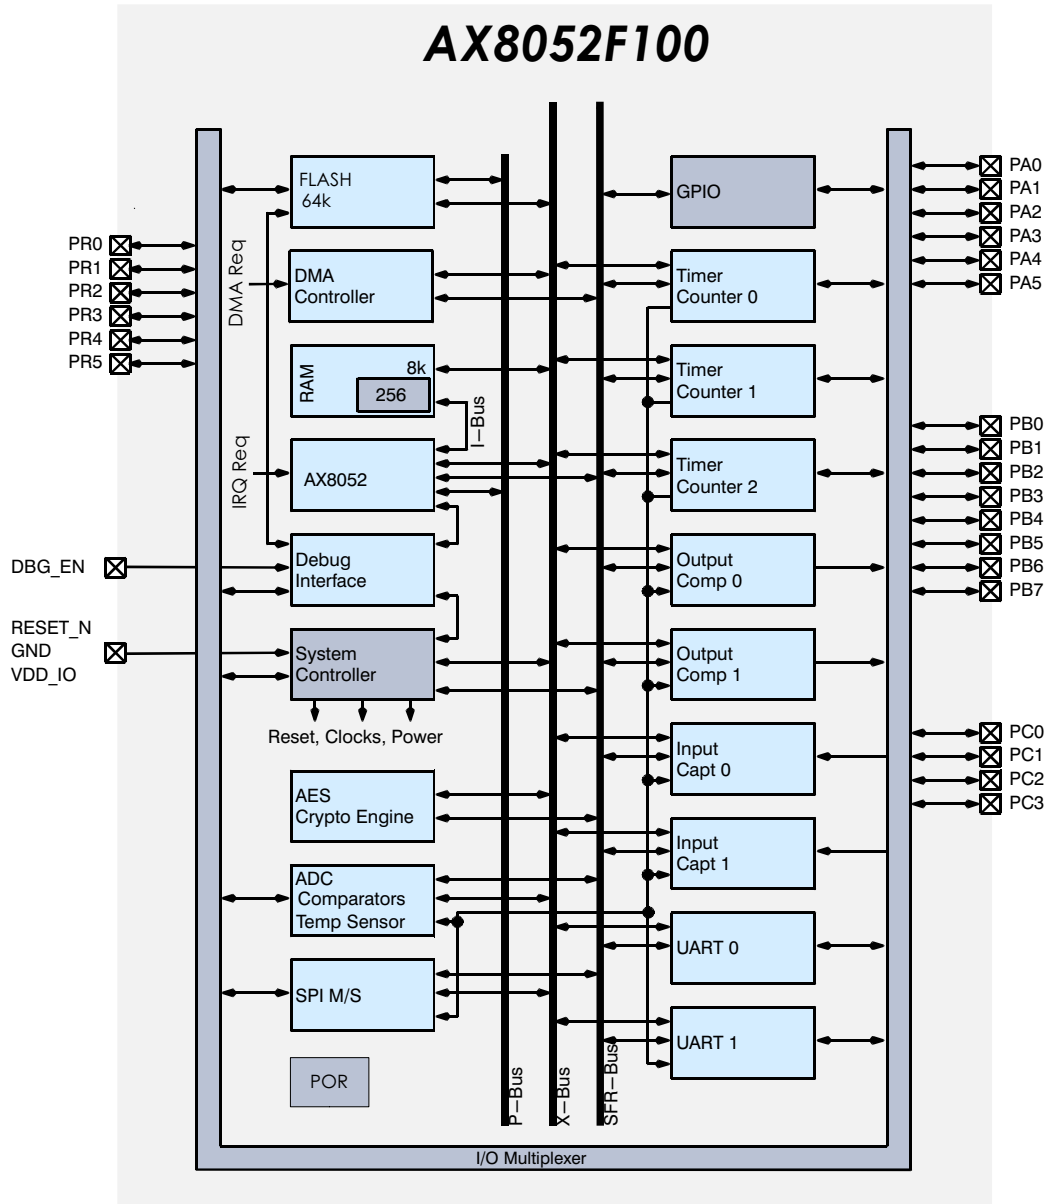 AX8052F100
FLASH
64k
DMA Req
DMA
Controller
RAM
8k
256
I–Bus
IRQ Req
AX8052
Debug
Interface
System
Controller
Reset, Clocks, Power
AES
Crypto Engine
ADC
Comparators
Temp Sensor
SPI M/S
POR
PR0
PR1
PR2
PR3
PR4
PR5
DBG_EN
RESET_N
GND
VDD_IO
P–Bus
X–Bus
SFR–Bus
GPIO
Timer
Counter 0
Timer
Counter 1
Timer
Counter 2
Output
Comp 0
Output
Comp 1
Input
Capt 0
Input
Capt 1
UART 0
UART 1
PA0
PA1
PA2
PA3
PA4
PA5
PB0
PB1
PB2
PB3
PB4
PB5
PB6
PB7
PC0
PC1
PC2
PC3
I/O Multiplexer